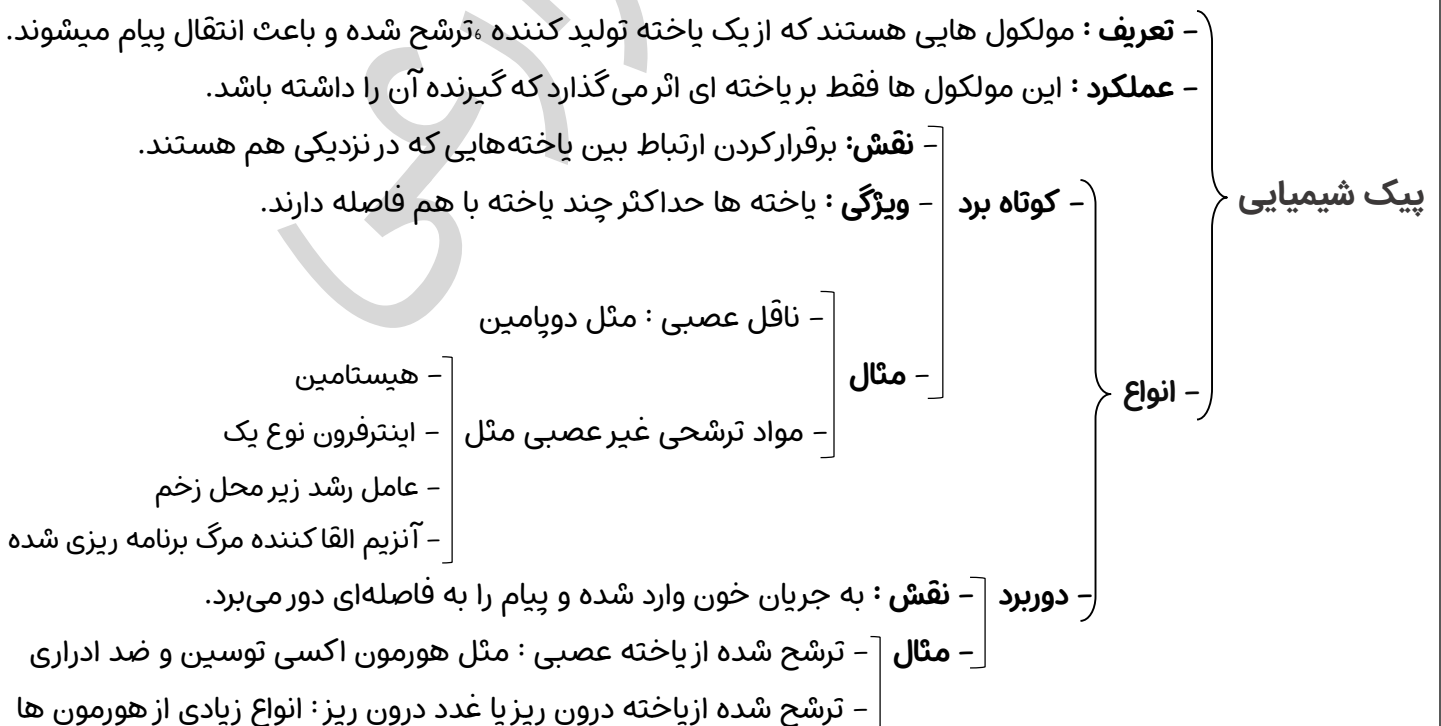 - تعریف : مولکول هایی هستند که از یک یاخته تولید کننده ،ترشح شده و باعث انتقال پیام میشوند.
- عملکرد : این مولکول ها فقط بر یاخته ای اثر می گذارد که گیرنده آن را داشته باشد.
- نقش: برقرار کردن ارتباط بین یاخته‌هایی که در نزدیکی هم هستند.
پیک شیمیایی
- کوتاه برد
- ویژگی : یاخته ها حداکثر چند یاخته با هم فاصله دارند.
- ناقل عصبی : مثل دوپامین
- انواع
- مثال
- هیستامین
- مواد ترشحی غیر عصبی مثل
- اینترفرون نوع یک
- عامل رشد زیر محل زخم
- آنزیم القا کننده مرگ برنامه ریزی شده
- دوربرد - نقش : به جریان خون وارد شده و پیام را به فاصله‌ای دور می‌برد.
- مثال - ترشح شده از یاخته عصبی : مثل هورمون اکسی توسین و ضد ادراری
- ترشح شده ازیاخته درون ریز یا غدد درون ریز : انواع زیادی از هورمون ها